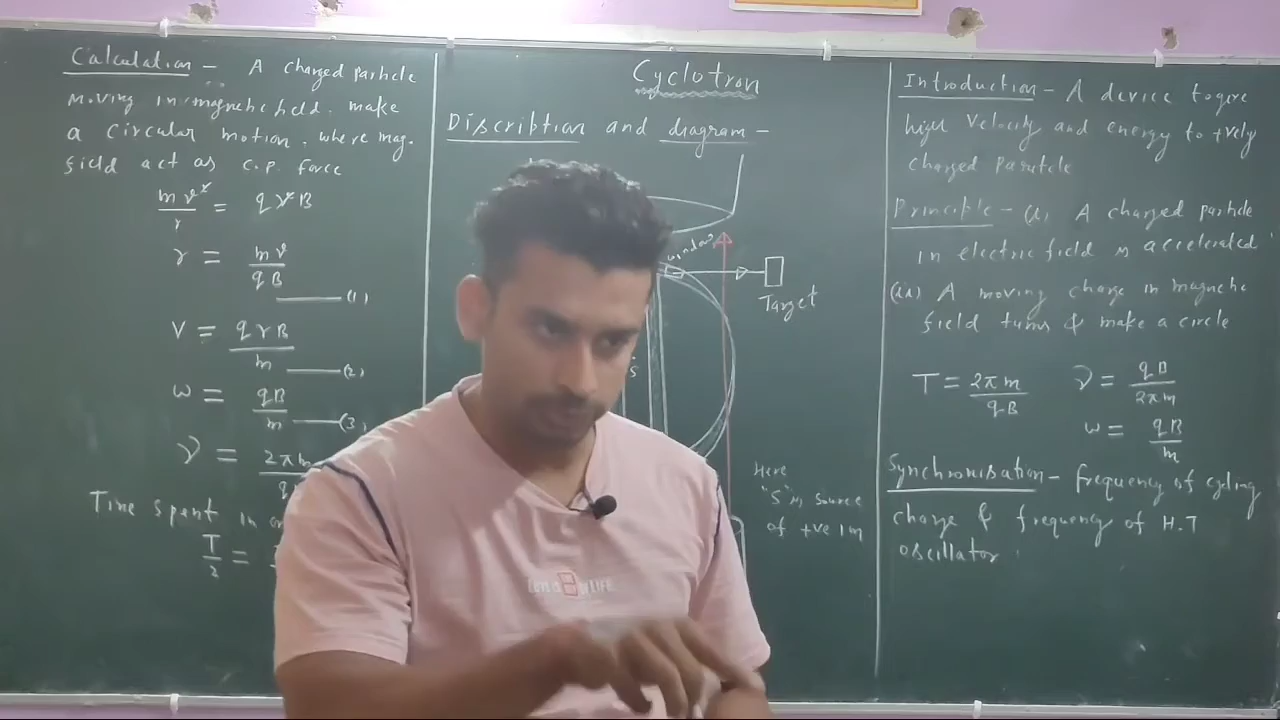 Calculation - A charged particle
moving in magnetic field. make
a circular motion. where mag.
field act as C.P. Force
mv²/r = qvB
r = mv/qB
(1)
V = qrB/m
(2)
w = qB/m
(3)
ν = 2πm
Time spent in
T/2 =
Cyclotron
Discription and diagram -
window
Target
S
Here
"S" is source
of +ve
Introduction - A device to give
high velocity and energy to +vely
charged particle
Principle - (i) A charged particle
in electric field is accelerated
(ii) A moving charge in magnetic
field turns & make a circle
T = 2πm/qB ν = qB/2πm
w = qB/m
Synchronisation - frequency of cycling
charge & frequency of H.T
oscillator
LIFE